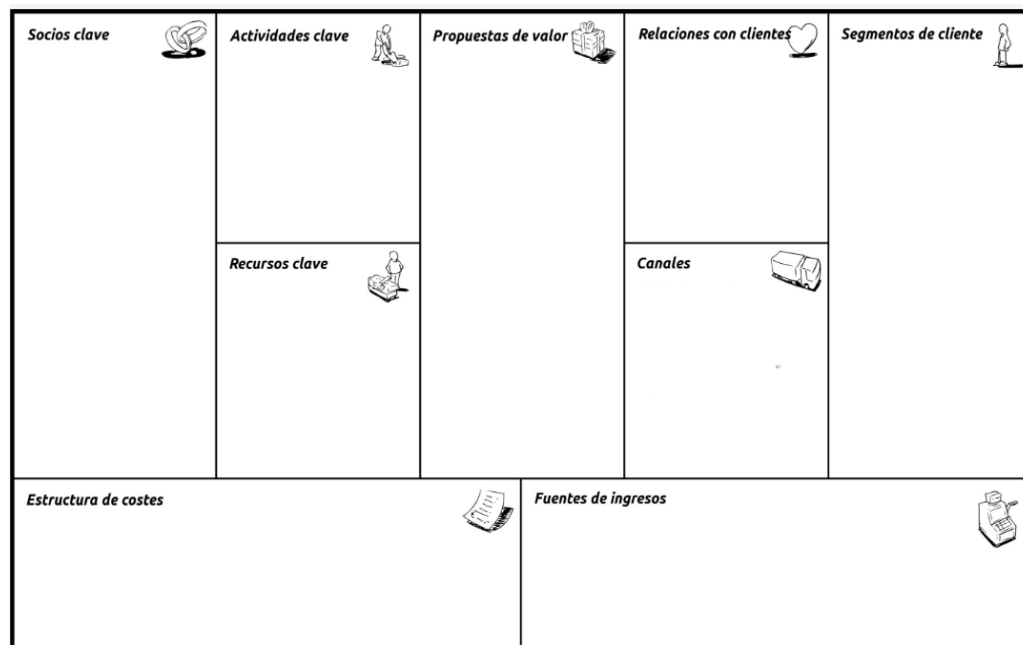 Socios clave
Actividades clave
Propuestas de valor
Relaciones con clientes
Segmentos de cliente
Recursos clave
Canales
Estructura de costes
Fuentes de ingresos